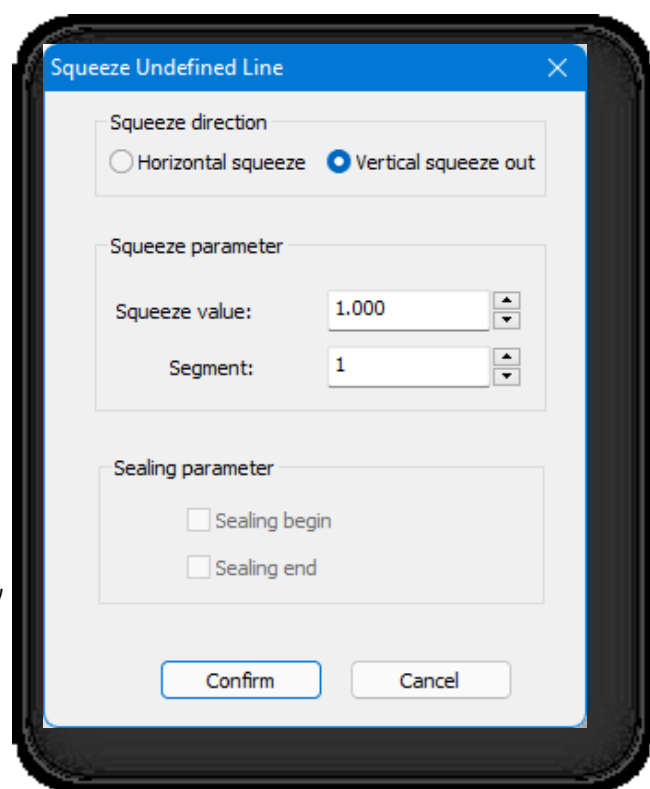 Squeeze Undefined Line
Squeeze direction
Horizontal squeeze Vertical squeeze out
Squeeze parameter
Squeeze value: 1.000
Segment: 1
Sealing parameter
Sealing begin
Sealing end
Confirm Cancel